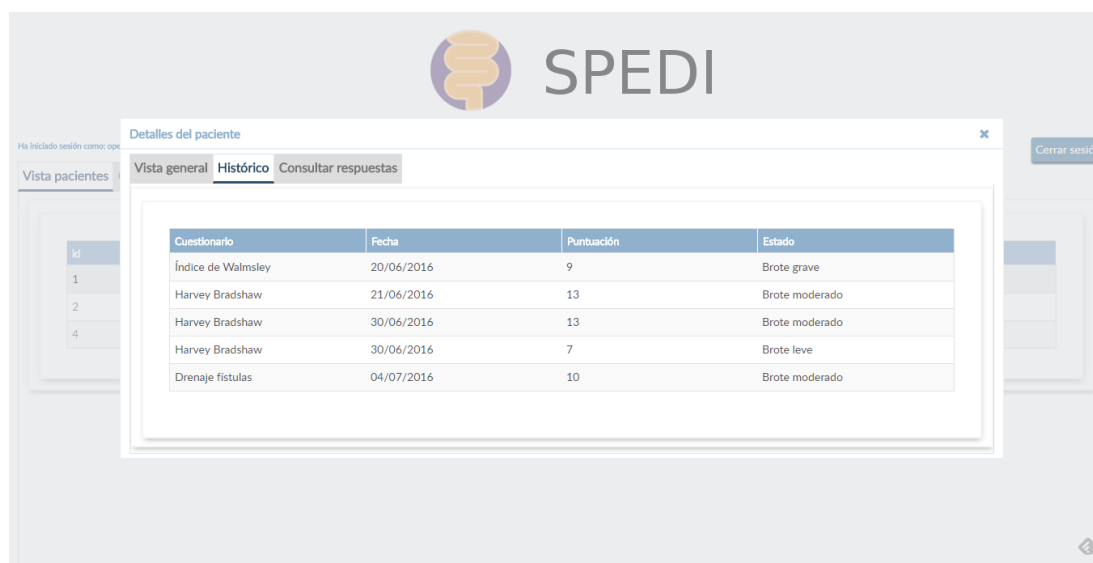 SPEDI
Detalles del paciente
Ha iniciado sesión como: ope
Cerrar sesió
Vista pacientes
Vista general Histórico Consultar respuestas
Id
Cuestionario Fecha Puntuación Estado
1
Índice de Walmsley 20/06/2016 9 Brote grave
Harvey Bradshaw 21/06/2016 13 Brote moderado
2
Harvey Bradshaw 30/06/2016 13 Brote moderado
4
Harvey Bradshaw 30/06/2016 7 Brote leve
Drenaje fístulas 04/07/2016 10 Brote moderado